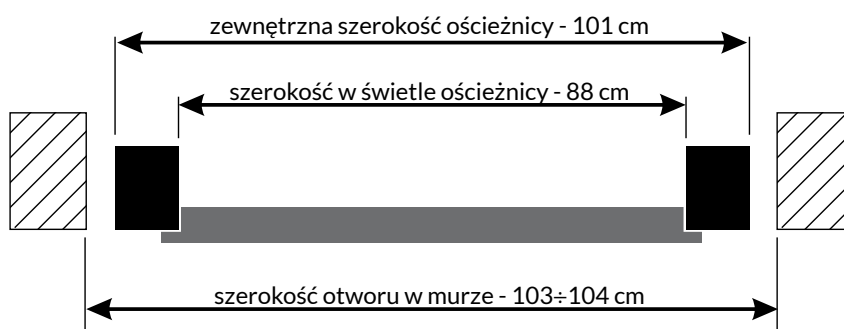 zewnętrzna szerokość ościeżnicy - 101 cm
szerokość w świetle ościeżnicy - 88 cm
szerokość otworu w murze - 103÷104 cm